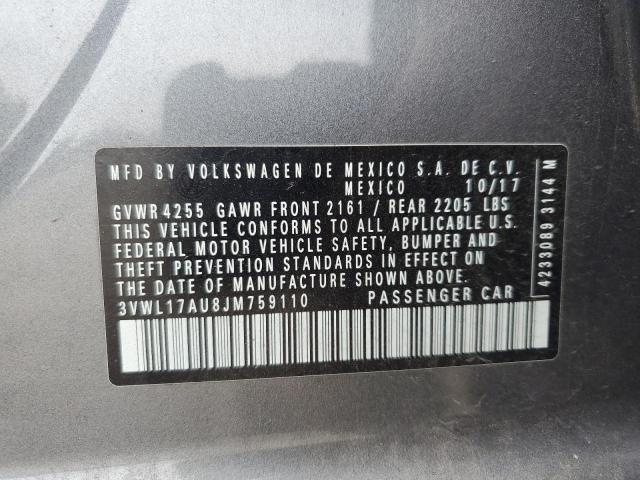 MFD BY VOLKSWAGEN DE MEXICO S.A. DE C.V.
MEXICO 10/17
GVWR 4255 GAWR FRONT 2161 / REAR 2205 LBS
THIS VEHICLE CONFORMS TO ALL APPLICABLE U.S.
FEDERAL MOTOR VEHICLE SAFETY, BUMPER AND
THEFT PREVENTION STANDARDS IN EFFECT ON
THE DATE OF MANUFACTURE SHOWN ABOVE.
3VWL17AU8JM759110 PASSENGER CAR
4233089 3144 M